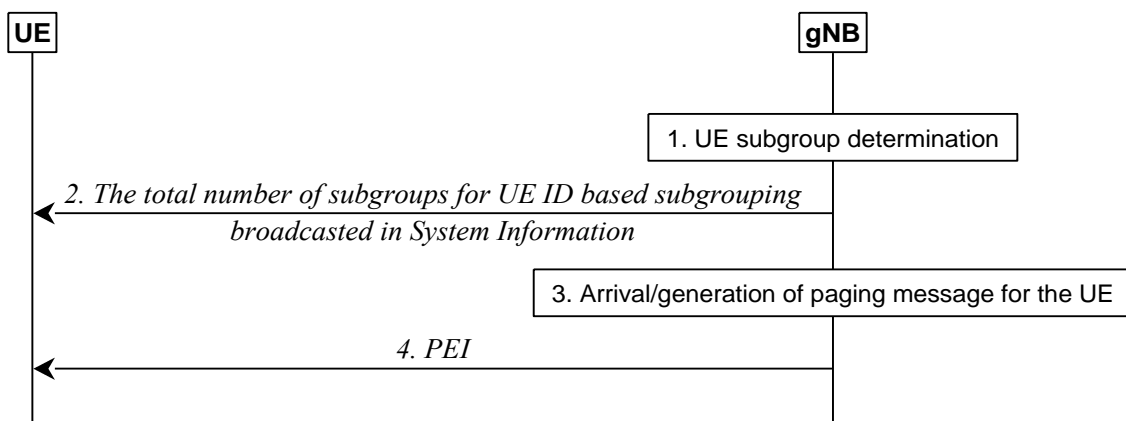 UE
gNB
1. UE subgroup determination
2. The total number of subgroups for UE ID based subgrouping
broadcasted in System Information
3. Arrival/generation of paging message for the UE
4. PEI